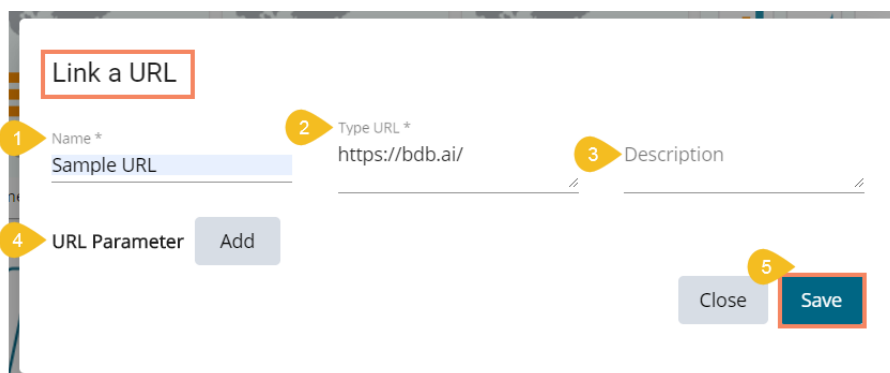 Link a URL
1 Name *
Sample URL
2 Type URL *
https://bdb.ai/
3 Description
4 URL Parameter Add
5
Close Save